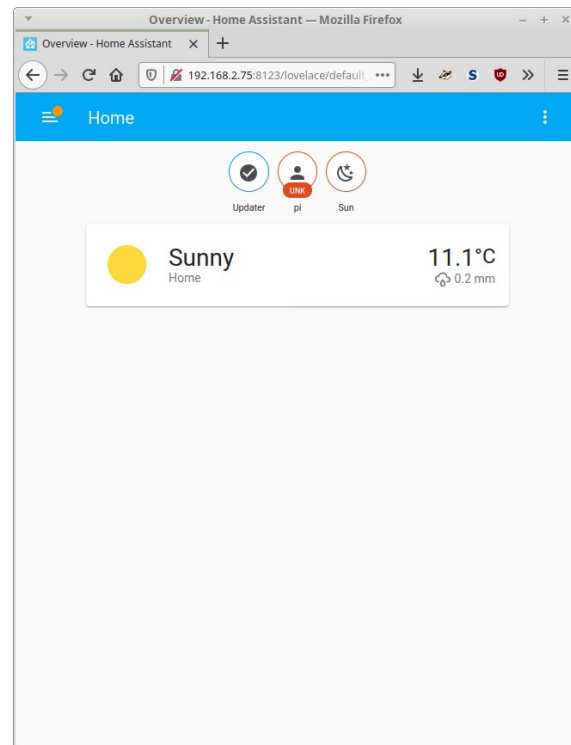 Overview - Home Assistant — Mozilla Firefox
Overview - Home Assistant
192.168.2.75:8123/lovelace/default_
S
Home
UNK
Updater pi Sun
Sunny 11.1°C
Home 0.2 mm